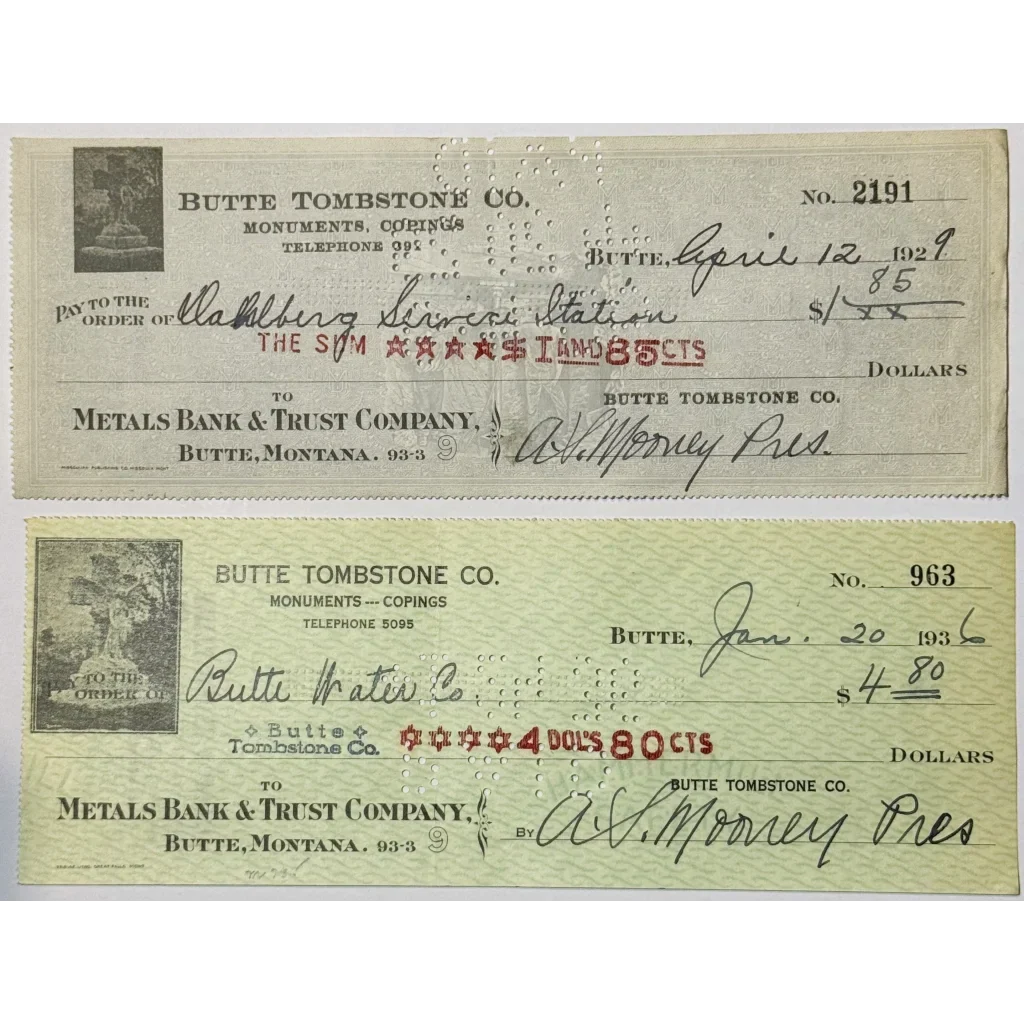 BUTTE TOMBSTONE CO.
MONUMENTS, COPINGS
TELEPHONE 392
NO. 2191
BUTTE, April 12 1929
PAY TO THE ORDER OF Dahlberg Service Station $1 85/xx
THE SUM ★★★★$1 AND 85 CTS
DOLLARS
TO
METALS BANK & TRUST COMPANY,
BUTTE, MONTANA. 93-3 9
BUTTE TOMBSTONE CO.
A.S. Mooney Pres.
BUTTE TOMBSTONE CO.
MONUMENTS --- COPINGS
TELEPHONE 5095
NO. 963
BUTTE, Jan. 20 1936
PAY TO THE ORDER OF Butte Water Co. $4 80
Butte
Tombstone Co.
4 DOL'S 80 CTS
DOLLARS
TO
METALS BANK & TRUST COMPANY,
BUTTE, MONTANA. 93-3 9
BUTTE TOMBSTONE CO.
BY A.S. Mooney Pres